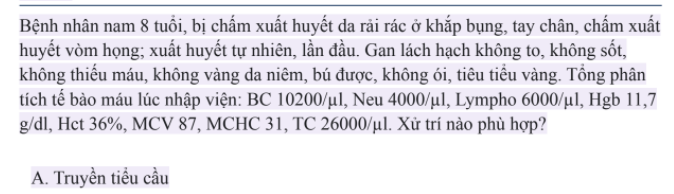 Bệnh nhân nam 8 tuổi, bị chấm xuất huyết da rải rác ở khắp bụng, tay chân, chấm xuất
huyết vòm họng; xuất huyết tự nhiên, lần đầu. Gan lách hạch không to, không sốt,
không thiếu máu, không vàng da niêm, bú được, không ói, tiêu tiểu vàng. Tổng phân
tích tế bào máu lúc nhập viện: BC 10200/µl, Neu 4000/µl, Lympho 6000/µl, Hgb 11,7
g/dl, Hct 36%, MCV 87, MCHC 31, TC 26000/µl. Xử trí nào phù hợp?
A. Truyền tiểu cầu